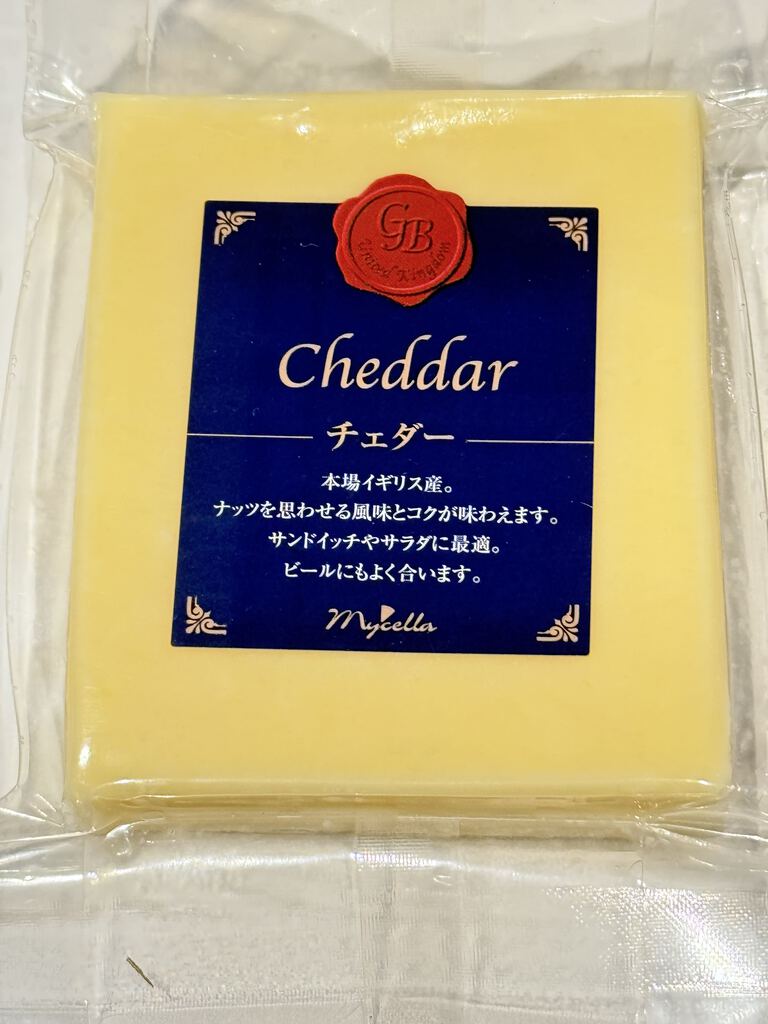 GB
United Kingdom
Cheddar
チェダー
本場イギリス産。
ナッツを思わせる風味とコクが味わえます。
サンドイッチやサラダに最適。
ビールにもよく合います。
Mycella